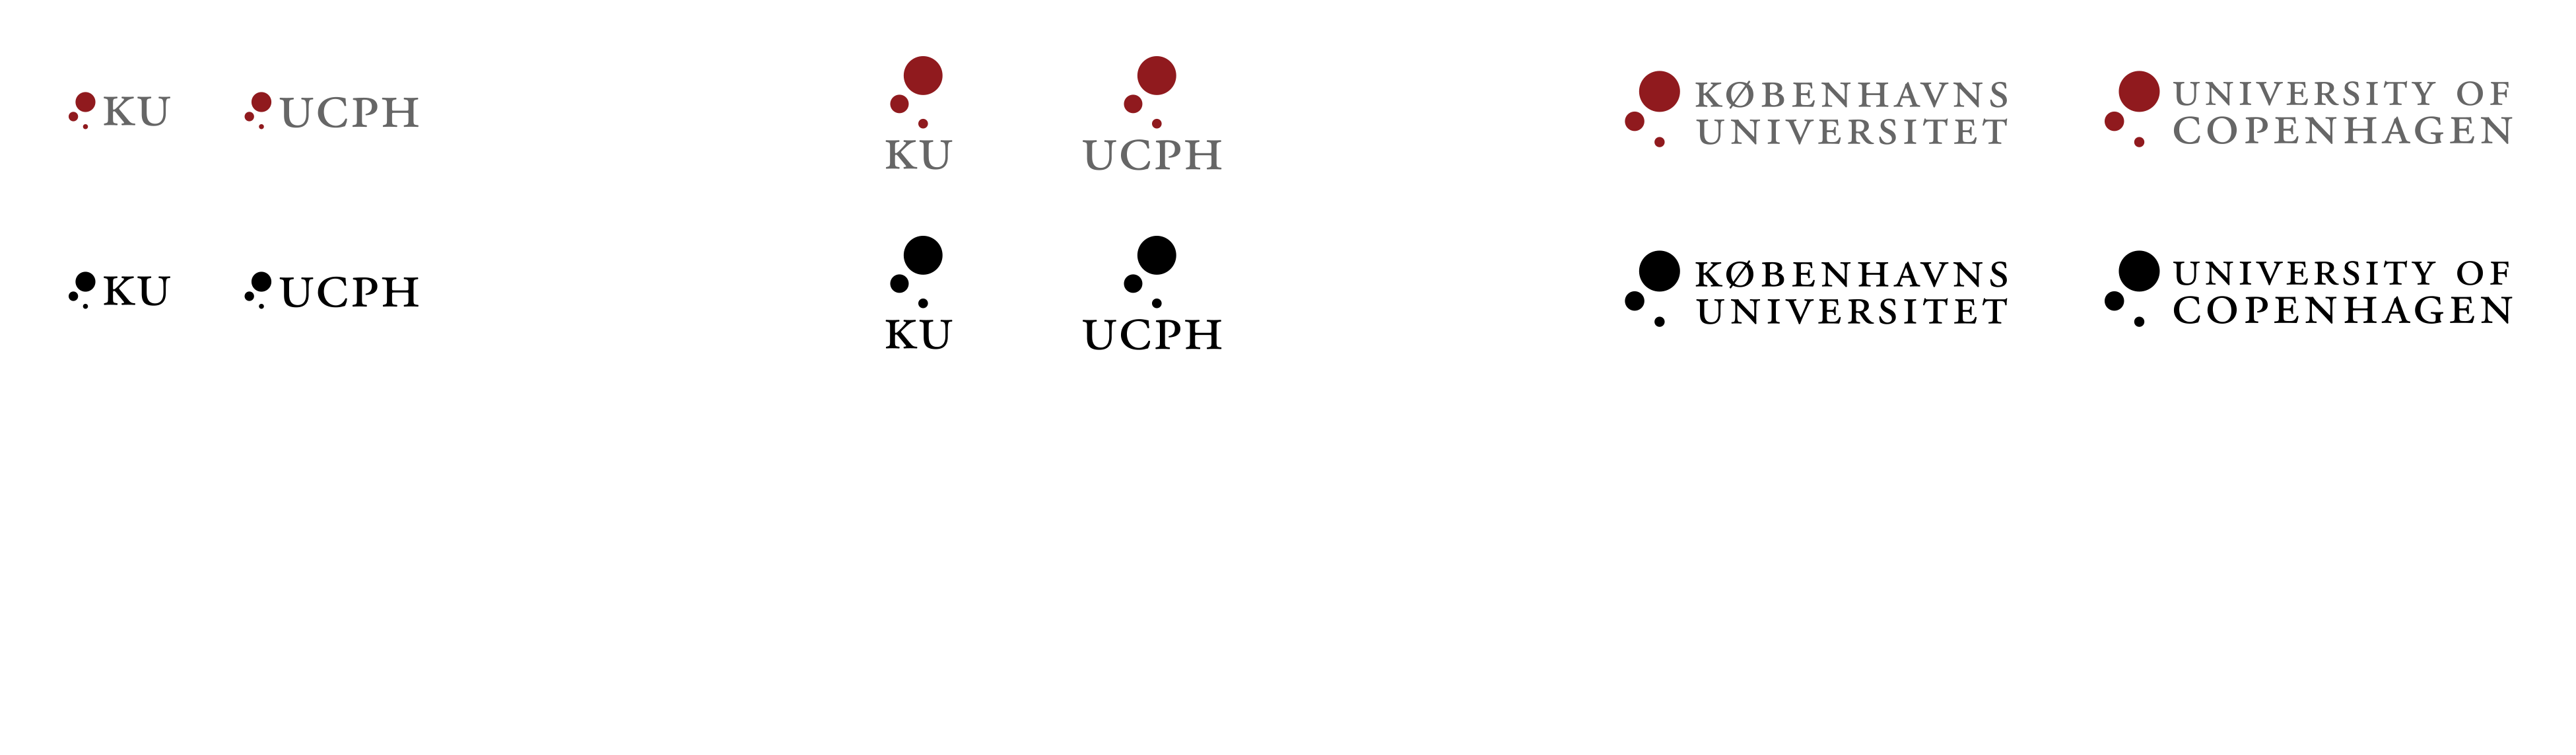 KU
UCPH
KU
UCPH
KØBENHAVNS
UNIVERSITET
UNIVERSITY OF
COPENHAGEN
KU
UCPH
KU
UCPH
KØBENHAVNS
UNIVERSITET
UNIVERSITY OF
COPENHAGEN